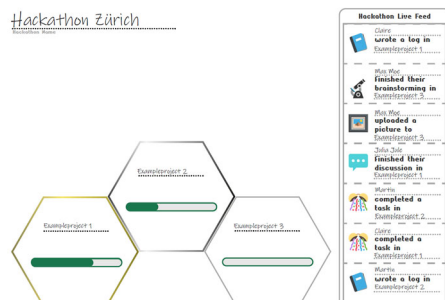 Hackathon Zürich
Hackathon Name
Exampleproject 2
Exampleproject 1
Exampleproject 3
Hackathon Live Feed
Claire
wrote a log in
Exampleproject 1
Max Moe
finished their
brainstorming in
Exampleproject 3
Max Moe
uploaded a
picture to
Exampleproject 3
Julia Jole
finished their
discussion in
Exampleproject 1
Martin
completed a
task in
Exampleproject 2
Claire
completed a
task in
Exampleproject 1
Martin
wrote a log in
Exampleproject 2